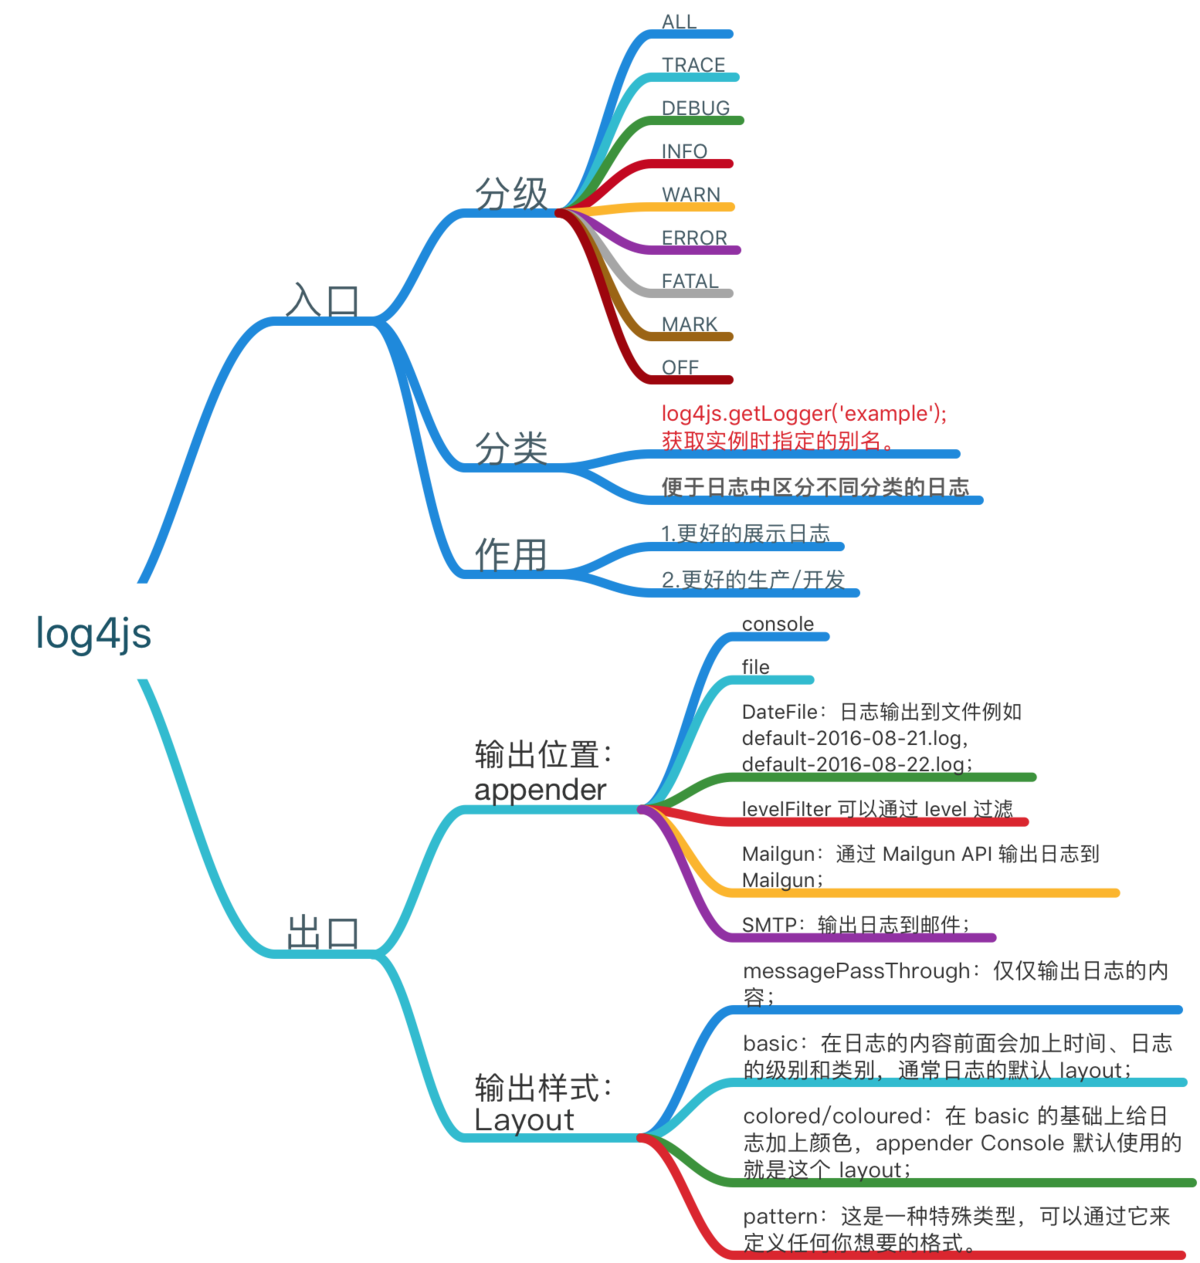 log4js
入口
分级
ALL
TRACE
DEBUG
INFO
WARN
ERROR
FATAL
MARK
OFF
分类
log4js.getLogger('example');
获取实例时指定的别名。
便于日志中区分不同分类的日志
作用
1.更好的展示日志
2.更好的生产/开发
出口
输出位置：
appender
console
file
DateFile：日志输出到文件例如
default-2016-08-21.log，
default-2016-08-22.log；
levelFilter 可以通过 level 过滤
Mailgun：通过 Mailgun API 输出日志到
Mailgun；
SMTP：输出日志到邮件；
输出样式：
Layout
messagePassThrough：仅仅输出日志的内
容；
basic：在日志的内容前面会加上时间、日志
的级别和类别，通常日志的默认 layout；
colored/coloured：在 basic 的基础上给日
志加上颜色，appender Console 默认使用的
就是这个 layout；
pattern：这是一种特殊类型，可以通过它来
定义任何你想要的格式。